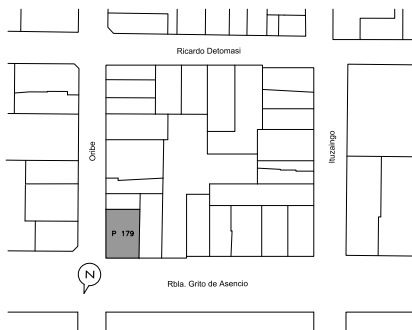 Ricardo Detomasi
Oribe
Ituzaingo
P 179
N
Rbla. Grito de Asencio